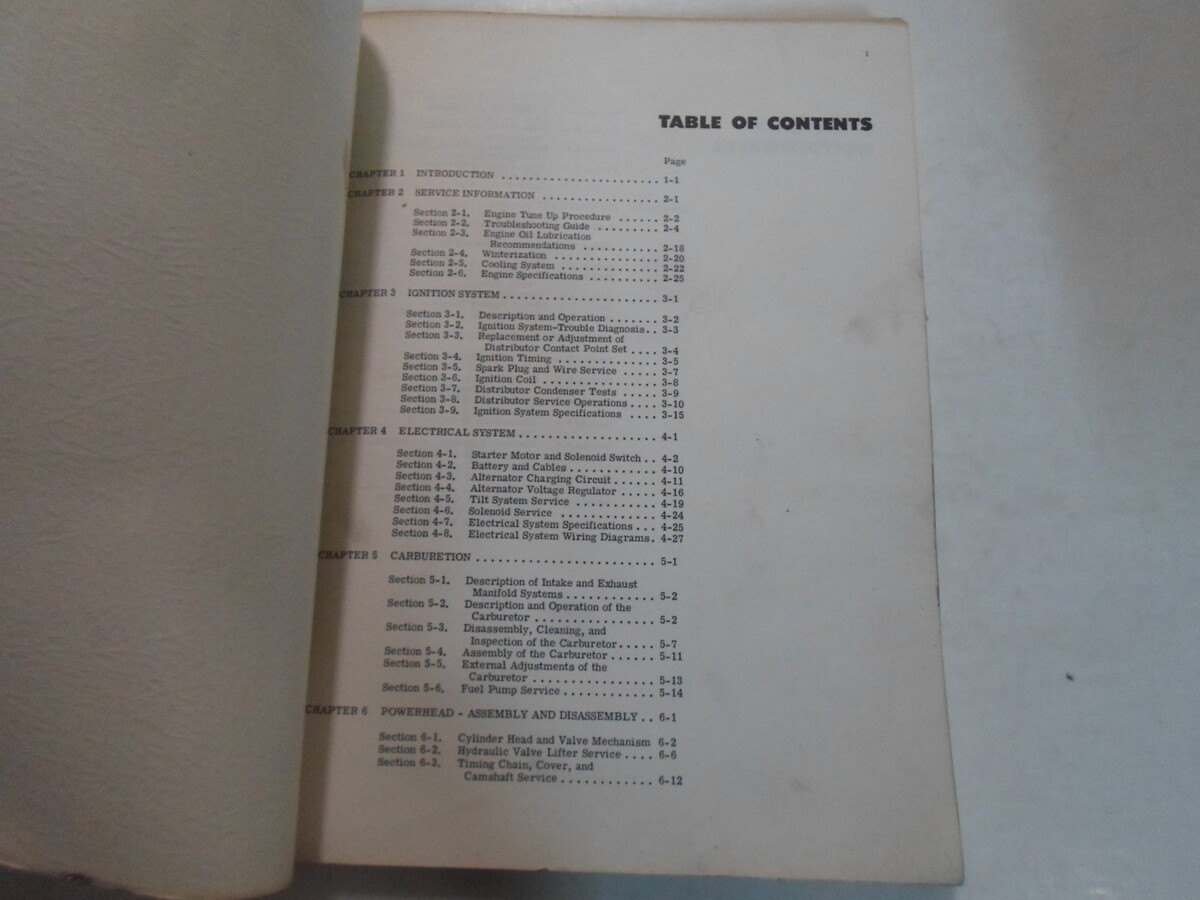 1
TABLE OF CONTENTS
Page
CHAPTER 1 INTRODUCTION ....................... 1-1
CHAPTER 2 SERVICE INFORMATION ................. 2-1
Section 2-1. Engine Tune Up Procedure ...... 2-2
Section 2-2. Troubleshooting Guide ......... 2-4
Section 2-3. Engine Oil Lubrication
Recommendations ........... 2-16
Section 2-4. Winterization ............... 2-20
Section 2-5. Cooling System .............. 2-22
Section 2-6. Engine Specifications .......... 2-25
CHAPTER 3 IGNITION SYSTEM ...................... 3-1
Section 3-1. Description and Operation ....... 3-2
Section 3-2. Ignition System-Trouble Diagnosis.. 3-3
Section 3-3. Replacement or Adjustment of
Distributor Contact Point Set .... 3-4
Section 3-4. Ignition Timing .............. 3-5
Section 3-5. Spark Plug and Wire Service ..... 3-7
Section 3-6. Ignition Coil ................ 3-8
Section 3-7. Distributor Condenser Tests ..... 3-9
Section 3-8. Distributor Service Operations .... 3-10
Section 3-9. Ignition System Specifications .... 3-15
CHAPTER 4 ELECTRICAL SYSTEM .................... 4-1
Section 4-1. Starter Motor and Solenoid Switch .. 4-2
Section 4-2. Battery and Cables ............ 4-10
Section 4-3. Alternator Charging Circuit ...... 4-11
Section 4-4. Alternator Voltage Regulator ..... 4-16
Section 4-5. Tilt System Service ............ 4-19
Section 4-6. Solenoid Service .............. 4-24
Section 4-7. Electrical System Specifications ... 4-25
Section 4-8. Electrical System Wiring Diagrams. 4-27
CHAPTER 5 CARBURETION .......................... 5-1
Section 5-1. Description of Intake and Exhaust
Manifold Systems ............ 5-2
Section 5-2. Description and Operation of the
Carburetor ................ 5-2
Section 5-3. Disassembly, Cleaning, and
Inspection of the Carburetor ..... 5-7
Section 5-4. Assembly of the Carburetor ...... 5-11
Section 5-5. External Adjustments of the
Carburetor ................ 5-13
Section 5-6. Fuel Pump Service ............ 5-14
CHAPTER 6 POWERHEAD - ASSEMBLY AND DISASSEMBLY .. 6-1
Section 6-1. Cylinder Head and Valve Mechanism 6-2
Section 6-2. Hydraulic Valve Lifter Service .... 6-6
Section 6-3. Timing Chain, Cover, and
Camshaft Service ............ 6-12